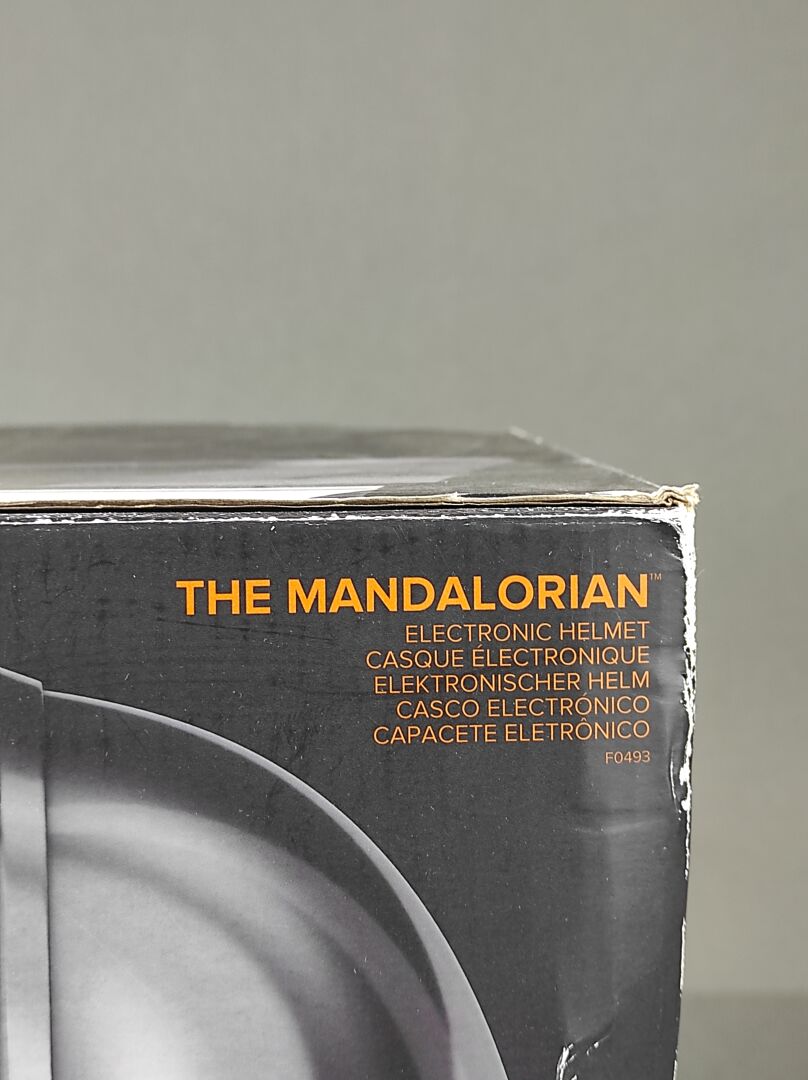 THE MANDALORIAN™
ELECTRONIC HELMET
CASQUE ÉLECTRONIQUE
ELEKTRONISCHER HELM
CASCO ELECTRÓNICO
CAPACETE ELETRÔNICO
F0493